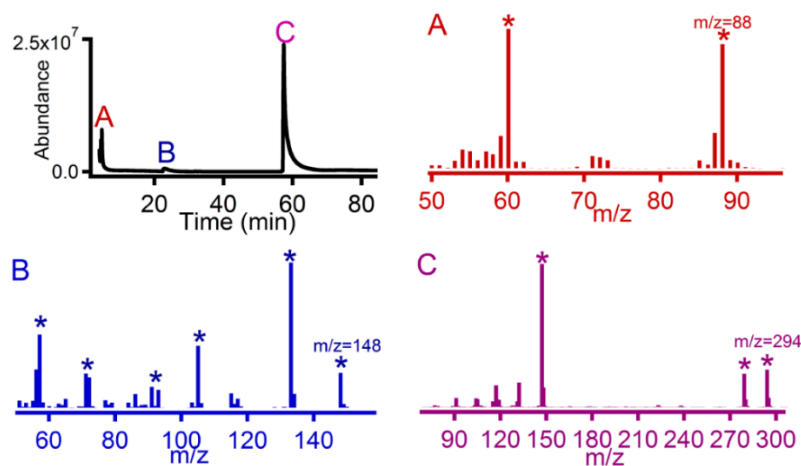 2.5x10⁷
0.0
Abundance
A
B
C
20 40 60 80
Time (min)
A
*
m/z=88
*
50 60 70 80 90
m/z
B
*
*
*
*
*
m/z=148
*
60 80 100 120 140
m/z
C
*
m/z=294
*
*
90 120 150 180 210 240 270 300
m/z